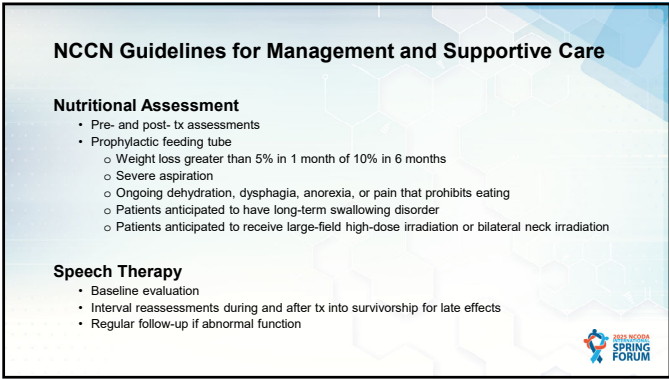 NCCN Guidelines for Management and Supportive Care
Nutritional Assessment
• Pre- and post- tx assessments
• Prophylactic feeding tube
o Weight loss greater than 5% in 1 month of 10% in 6 months
o Severe aspiration
o Ongoing dehydration, dysphagia, anorexia, or pain that prohibits eating
o Patients anticipated to have long-term swallowing disorder
o Patients anticipated to receive large-field high-dose irradiation or bilateral neck irradiation
Speech Therapy
• Baseline evaluation
• Interval reassessments during and after tx into survivorship for late effects
• Regular follow-up if abnormal function
2025 NCODA
INTERNATIONAL
SPRING
FORUM